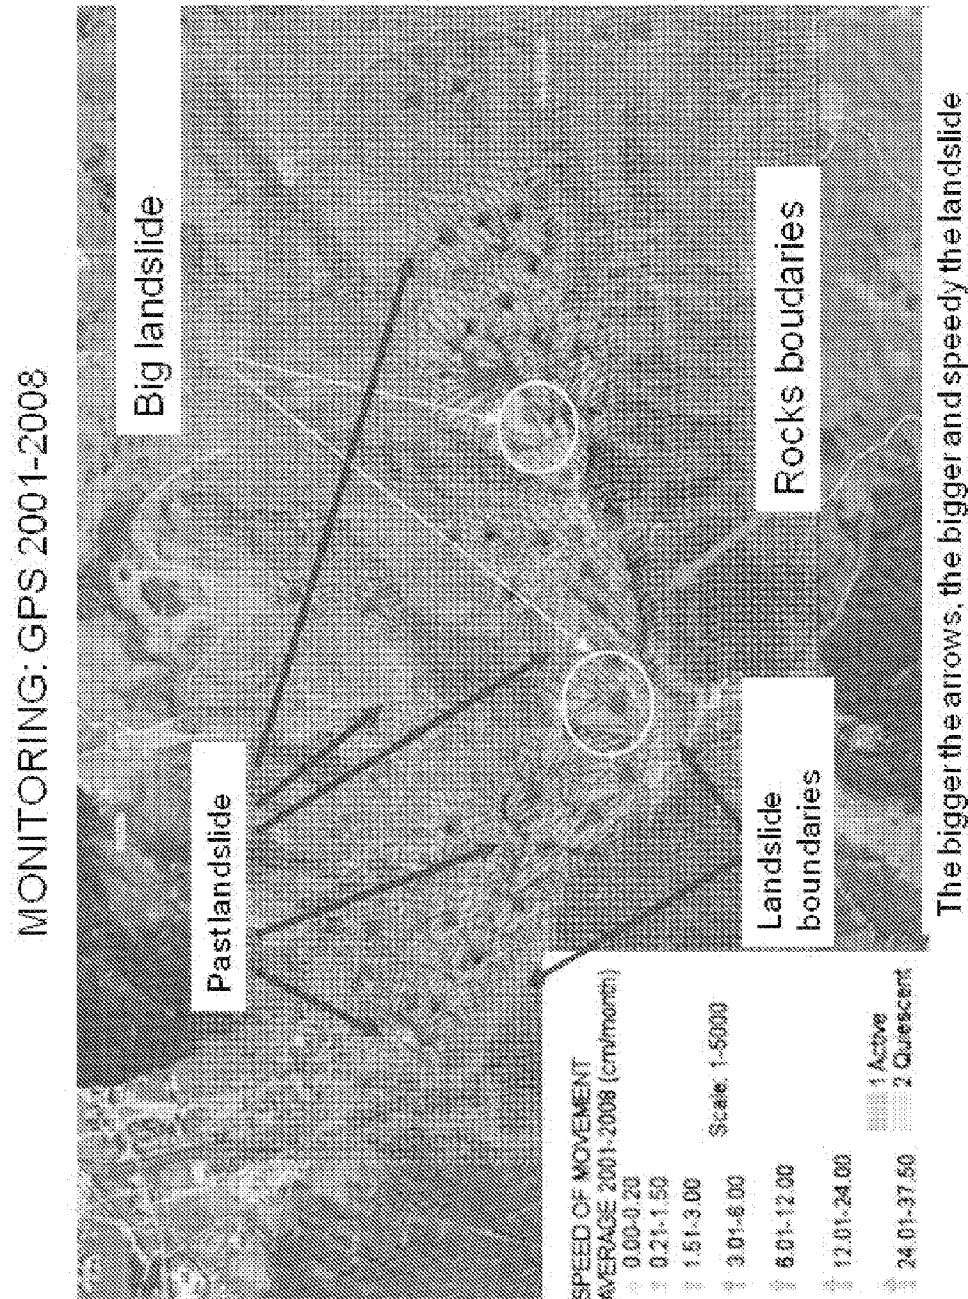 MONITORING: GPS 2001-2008
Big landslide
Past landslide
Rocks boudaries
Landslide
boundaries
SPEED OF MOVEMENT
AVERAGE 2001-2008 (cm/month)
0.00-0.20
0.21-1.50
1.51-3.00
3.01-6.00
6.01-12.00
12.01-24.00
24.01-37.50
Scale: 1-5000
1 Active
2 Quescent
The bigger the arrows, the bigger and speedy the landslide